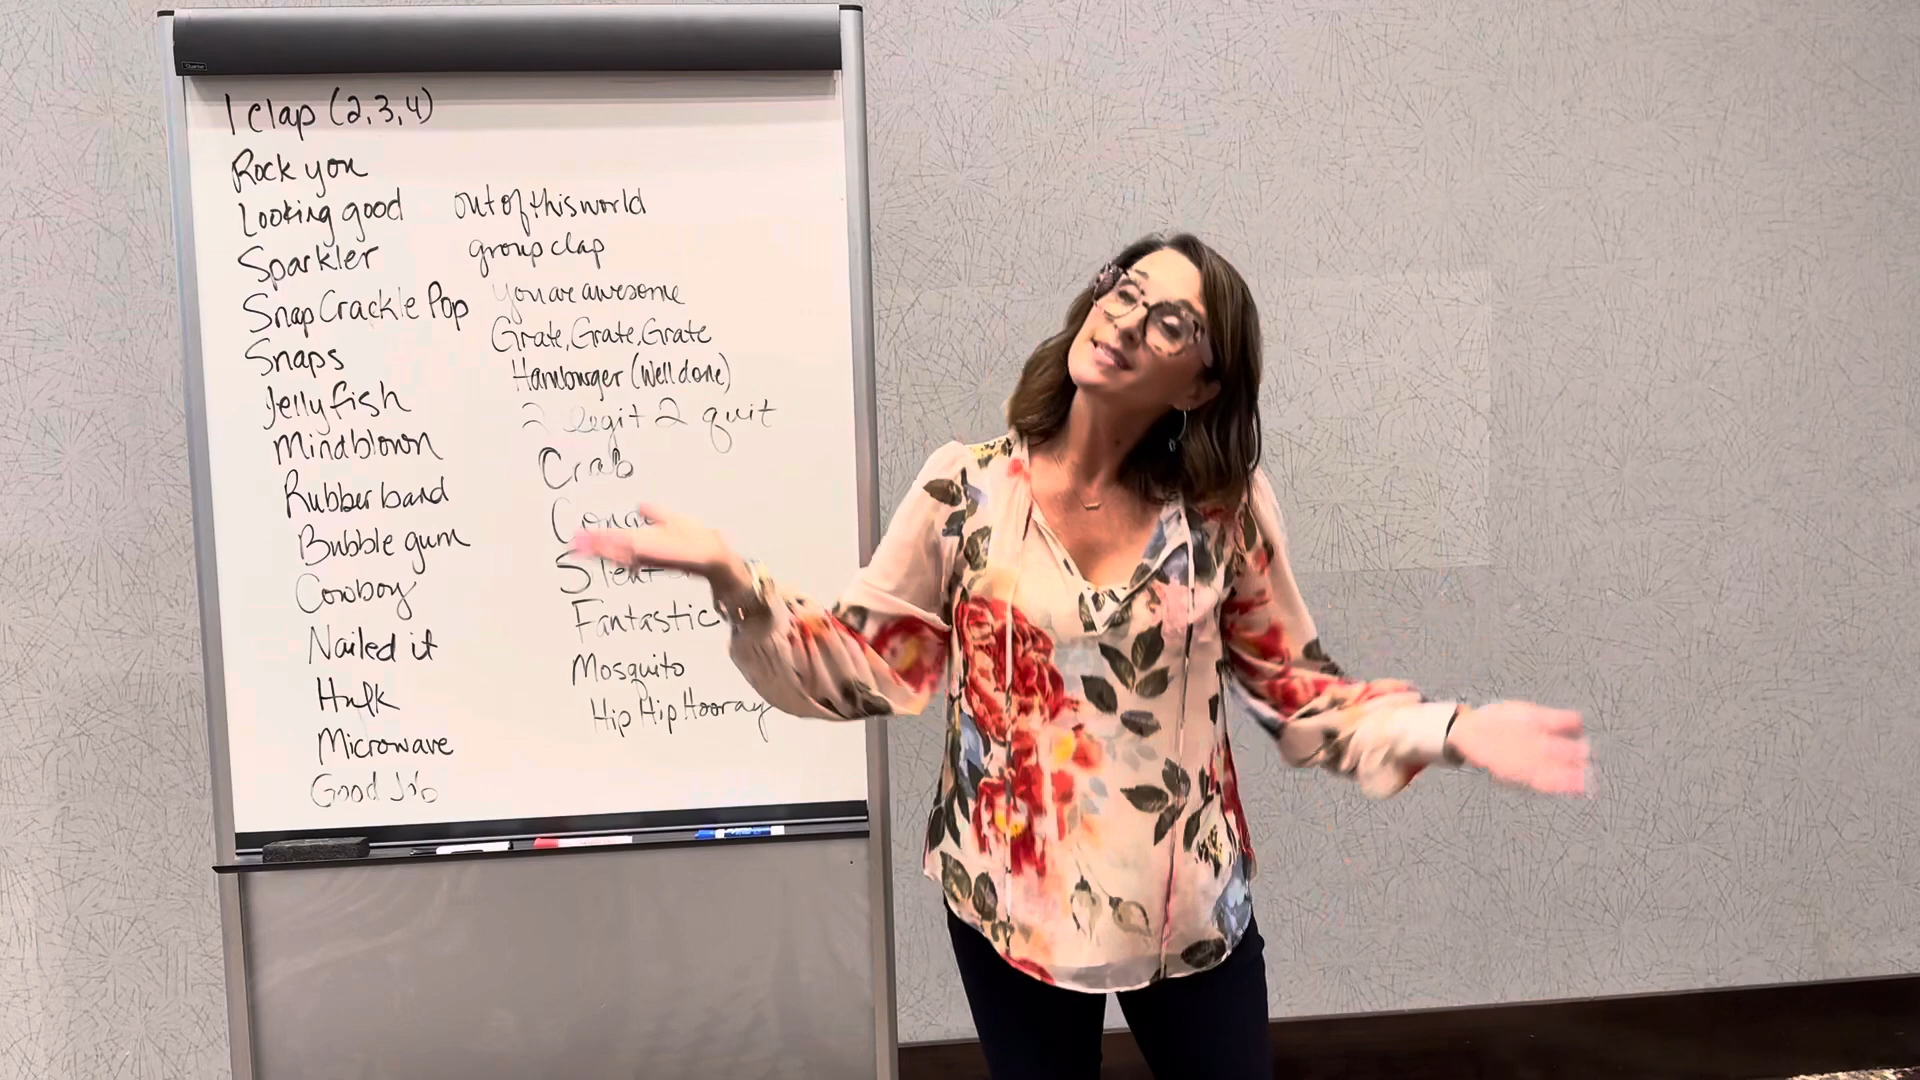 1 clap (2,3,4)
Rock you
Looking good
Sparkler
Snap Crackle Pop
Snaps
Jellyfish
Mindblown
Rubber band
Bubble gum
Cowboy
Nailed it
Hulk
Microwave
Good Job
out of this world
group clap
you are awesome
Grate, Grate, Grate
Hamburger (Well done)
2 legit 2 quit
Crab
Fantastic
Mosquito
Hip Hip Hooray